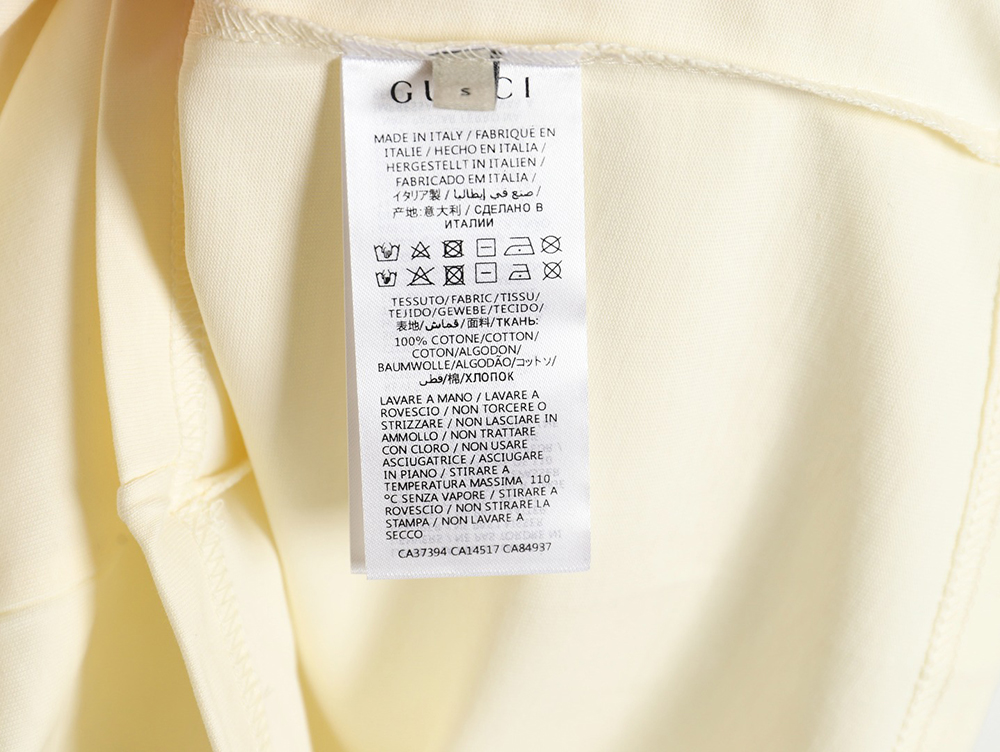 GUCCI
S
MADE IN ITALY / FABRIQUÉ EN
ITALIE / HECHO EN ITALIA /
HERGESTELLT IN ITALIEN /
FABRICADO EM ITÁLIA /
イタリア製 / صنع في إيطاليا /
产地:意大利 / СДЕЛАНО В
ИТАЛИИ
TESSUTO/FABRIC/TISSU/
TEJIDO/GEWEBE/TECIDO/
表地/قماش/面料/ТКАНЬ:
100% COTONE/COTTON/
COTON/ALGODON/
BAUMWOLLE/ALGODÃO/コットン/
قطن/棉/ХЛОПОК
LAVARE A MANO / LAVARE A
ROVESCIO / NON TORCERE O
STRIZZARE / NON LASCIARE IN
AMMOLLO / NON TRATTARE
CON CLORO / NON USARE
ASCIUGATRICE / ASCIUGARE
IN PIANO / STIRARE A
TEMPERATURA MASSIMA 110
°C SENZA VAPORE / STIRARE A
ROVESCIO / NON STIRARE LA
STAMPA / NON LAVARE A
SECCO
CA37394 CA14517 CA84937